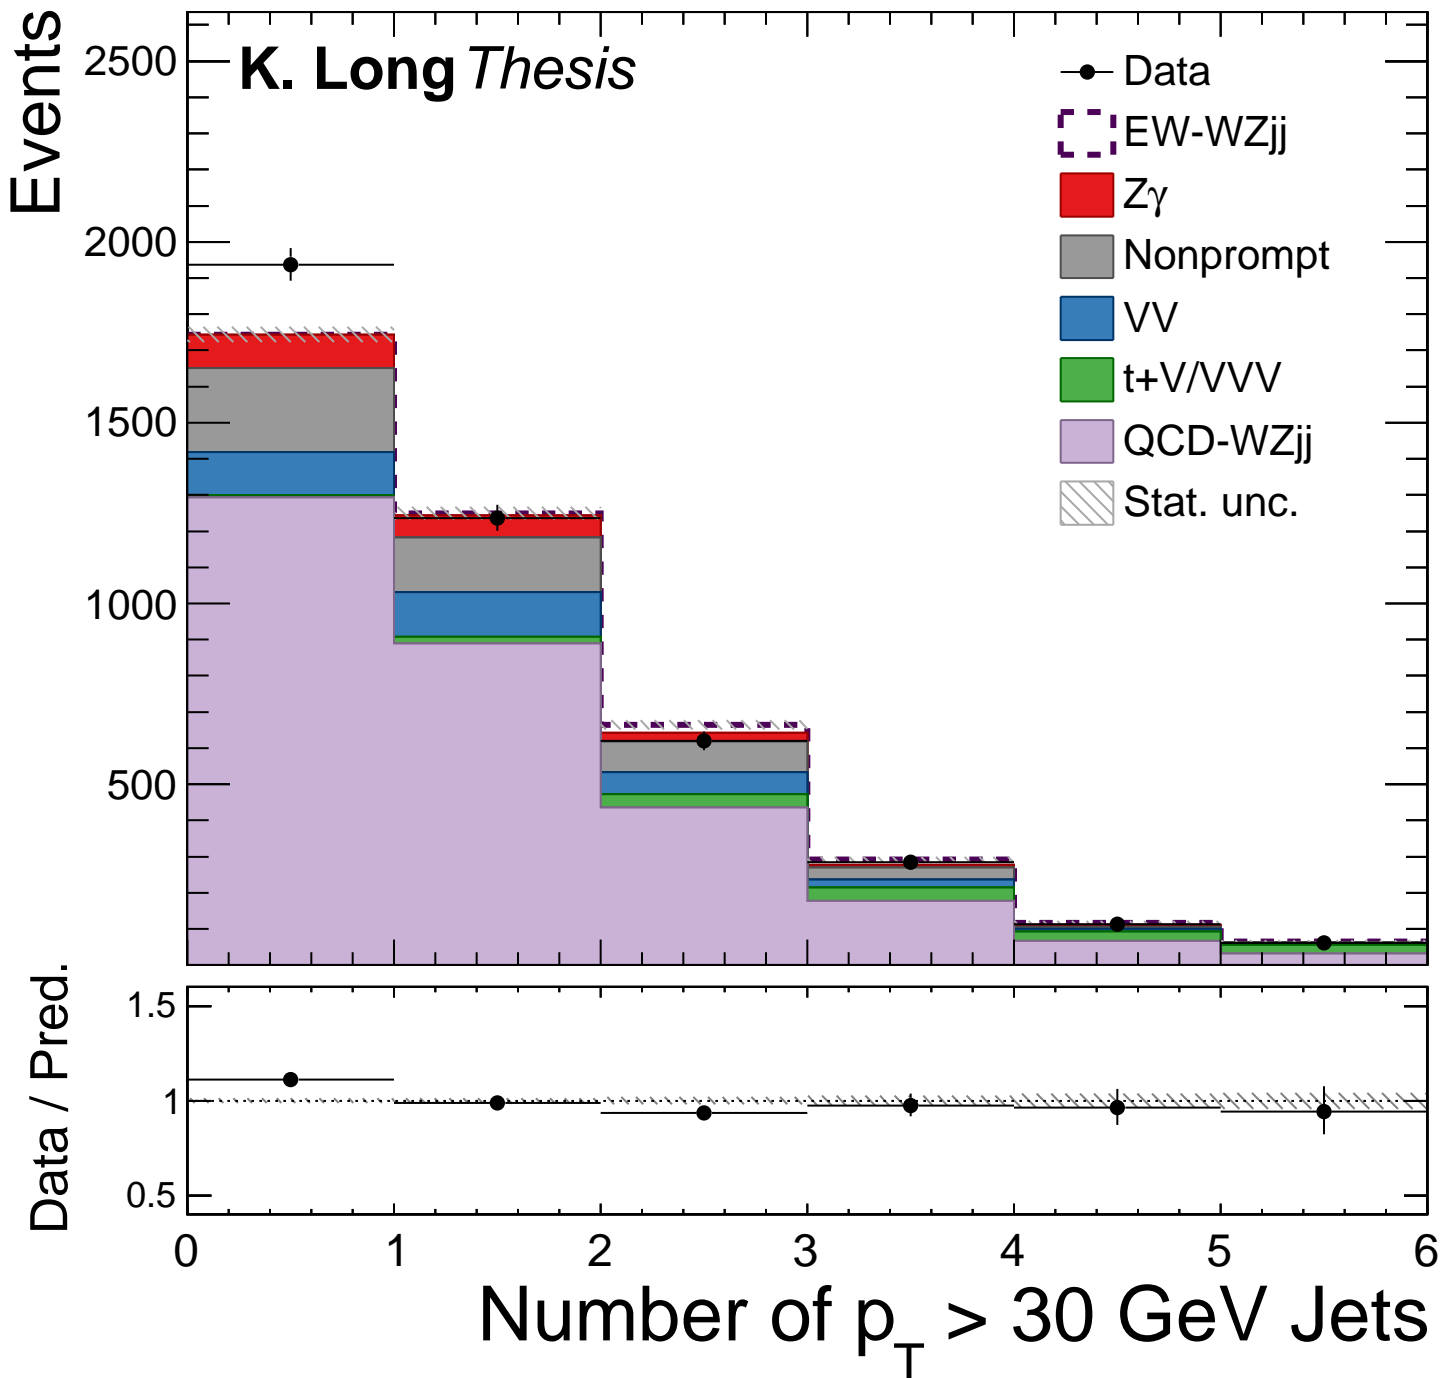 K. Long Thesis
Events
2500
2000
1500
1000
500
Data
EW-WZjj
Zγ
Nonprompt
VV
t+V/VVV
QCD-WZjj
Stat. unc.
Data / Pred.
1.5
1
0.5
0 1 2 3 4 5 6
Number of p_T > 30 GeV Jets